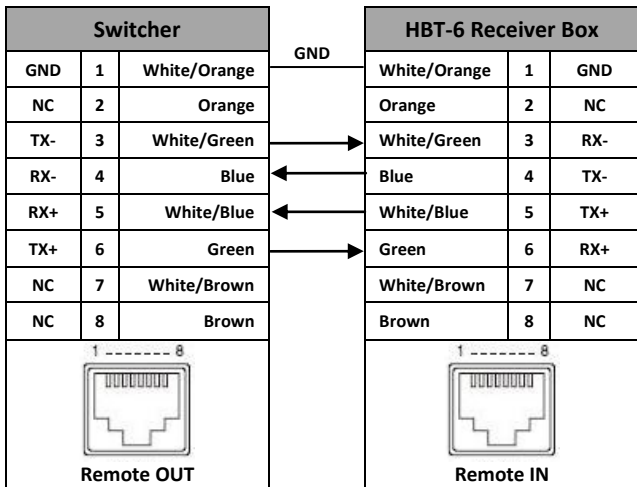 Switcher HBT-6 Receiver Box
GND
GND 1 White/Orange White/Orange 1 GND
NC 2 Orange Orange 2 NC
TX- 3 White/Green White/Green 3 RX-
RX- 4 Blue Blue 4 TX-
RX+ 5 White/Blue White/Blue 5 TX+
TX+ 6 Green Green 6 RX+
NC 7 White/Brown White/Brown 7 NC
NC 8 Brown Brown 8 NC
1 -------- 8 1 -------- 8
Remote OUT Remote IN